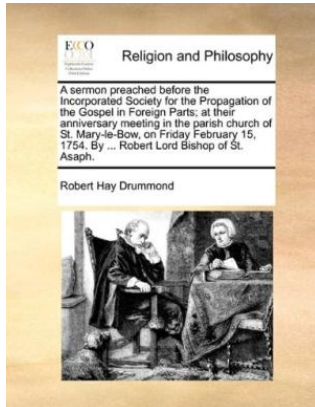 ECCO
Religion and Philosophy
A sermon preached before the
Incorporated Society for the Propagation of
the Gospel in Foreign Parts; at their
anniversary meeting in the parish church of
St. Mary-le-Bow, on Friday February 15,
1754. By ... Robert Lord Bishop of St.
Asaph.
Robert Hay Drummond